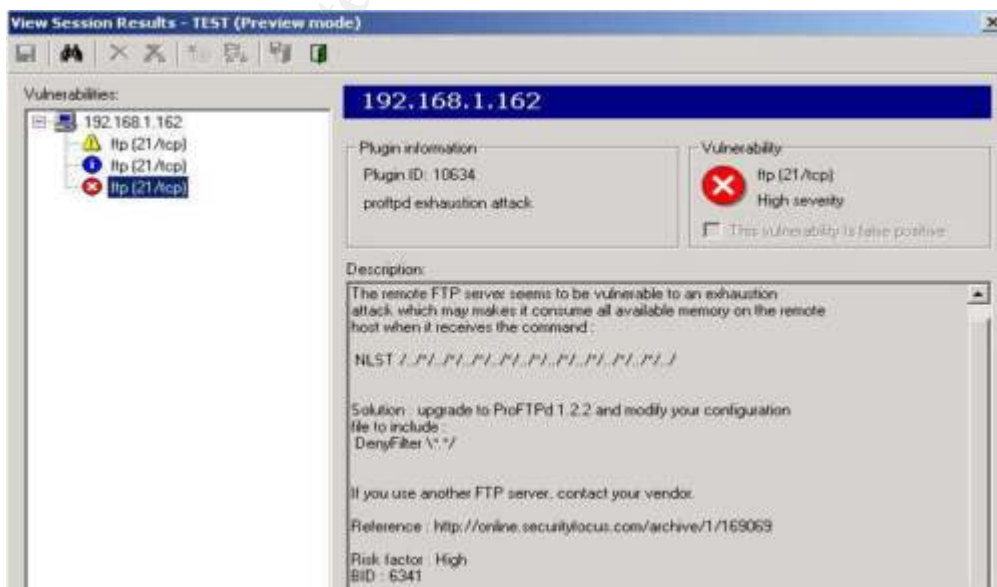 View Session Results - TEST (Preview mode)
Vulnerabilities:
192.168.1.162
ftp (21/tcp)
ftp (21/tcp)
ftp (21/tcp)
192.168.1.162
Plugin information
Plugin ID: 10634
proftpd exhaustion attack
Vulnerability
ftp (21/tcp)
High severity
This vulnerability is false positive
Description:
The remote FTP server seems to be vulnerable to an exhaustion
attack which may makes it consume all available memory on the remote
host when it receives the command :
NLST /../*/../*/../*/../*/../*/../*/../*/../*/../*/../
Solution : upgrade to ProFTPd 1.2.2 and modify your configuration
file to include :
DenyFilter \*.*/
If you use another FTP server, contact your vendor.
Reference : http://online.securityfocus.com/archive/1/169069
Risk factor : High
BID : 6341